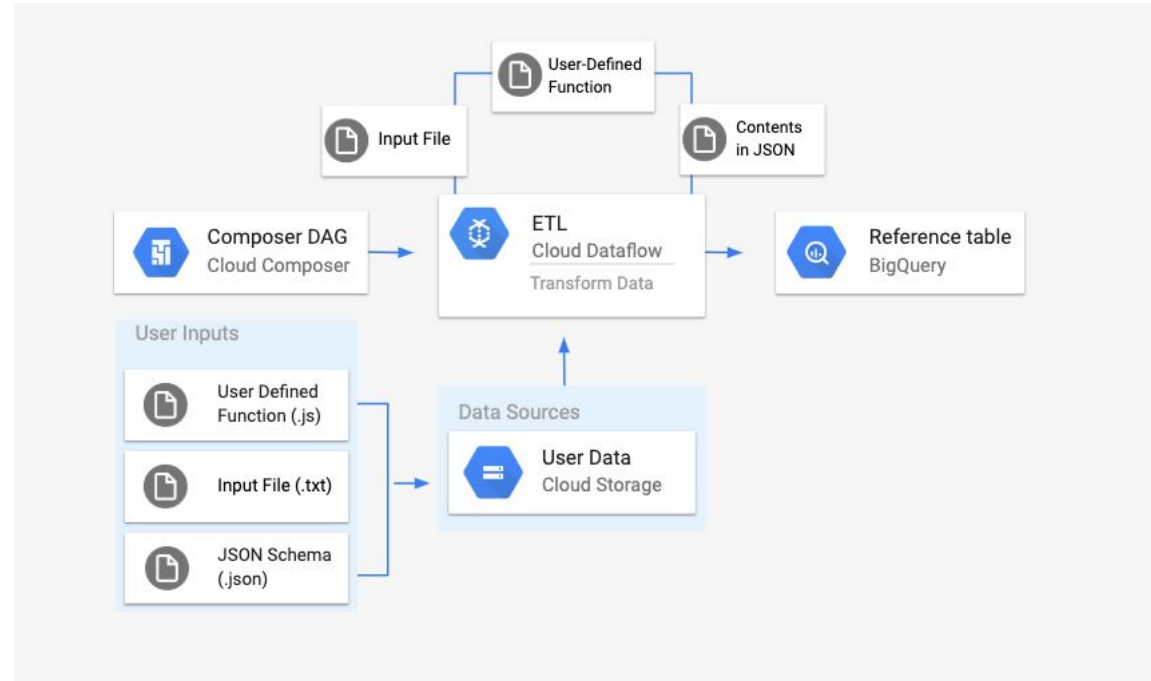 User-Defined
Function
Input File
Contents
in JSON
Composer DAG
Cloud Composer
ETL
Cloud Dataflow
Transform Data
Reference table
BigQuery
User Inputs
User Defined
Function (.js)
Input File (.txt)
JSON Schema
(.json)
Data Sources
User Data
Cloud Storage